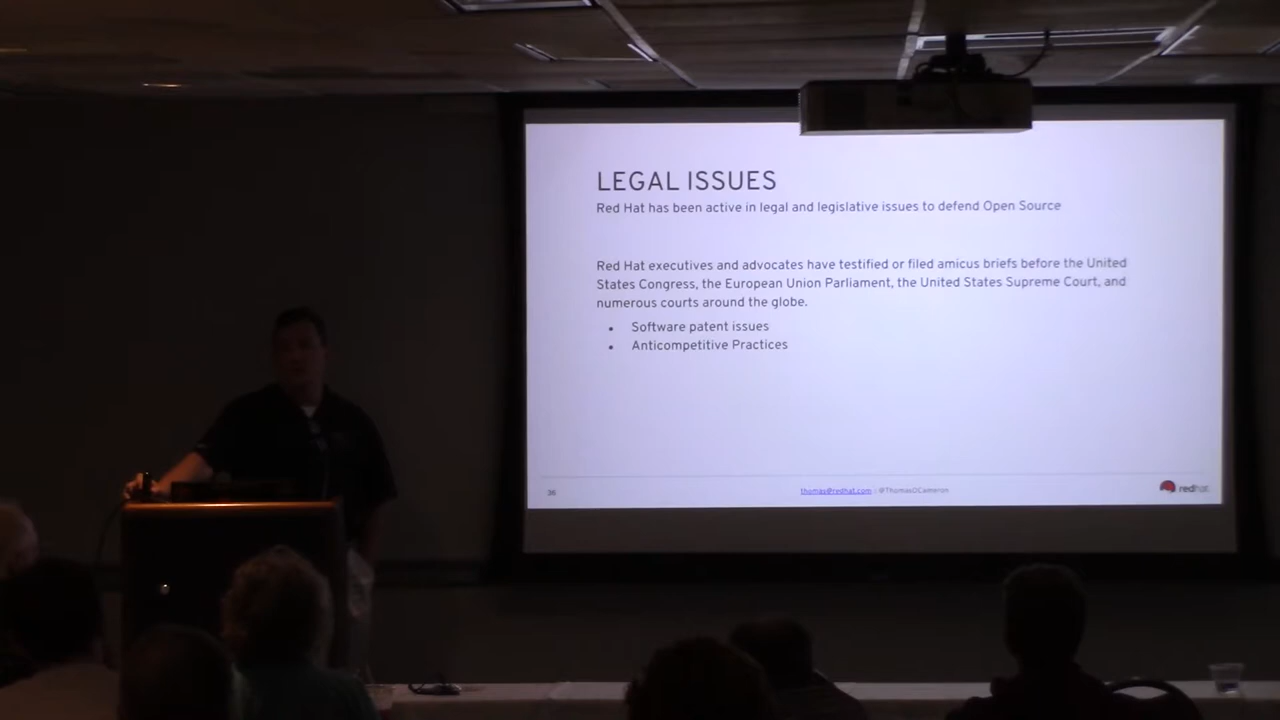 LEGAL ISSUES
Red Hat has been active in legal and legislative issues to defend Open Source
Red Hat executives and advocates have testified or filed amicus briefs before the United
States Congress, the European Union Parliament, the United States Supreme Court, and
numerous courts around the globe.
• Software patent issues
• Anticompetitive Practices
36
thomas@redhat.com | @ThomasDCameron
redhat